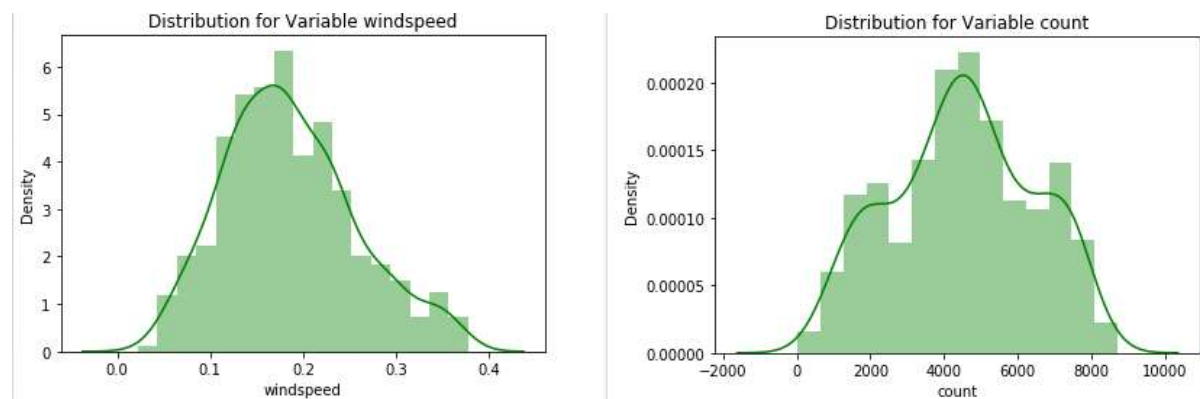 Distribution for Variable windspeed
6
5
4
3
2
1
0
Density
0.0 0.1 0.2 0.3 0.4
windspeed
Distribution for Variable count
0.00020
0.00015
0.00010
0.00005
0.00000
Density
−2000 0 2000 4000 6000 8000 10000
count